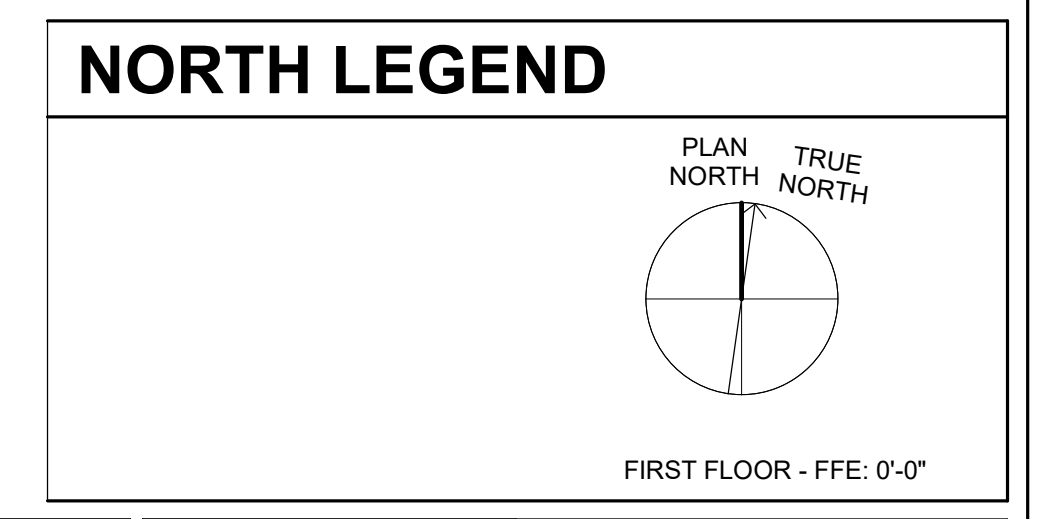 NORTH LEGEND
PLAN
NORTH
TRUE
NORTH
FIRST FLOOR - FFE: 0'-0"